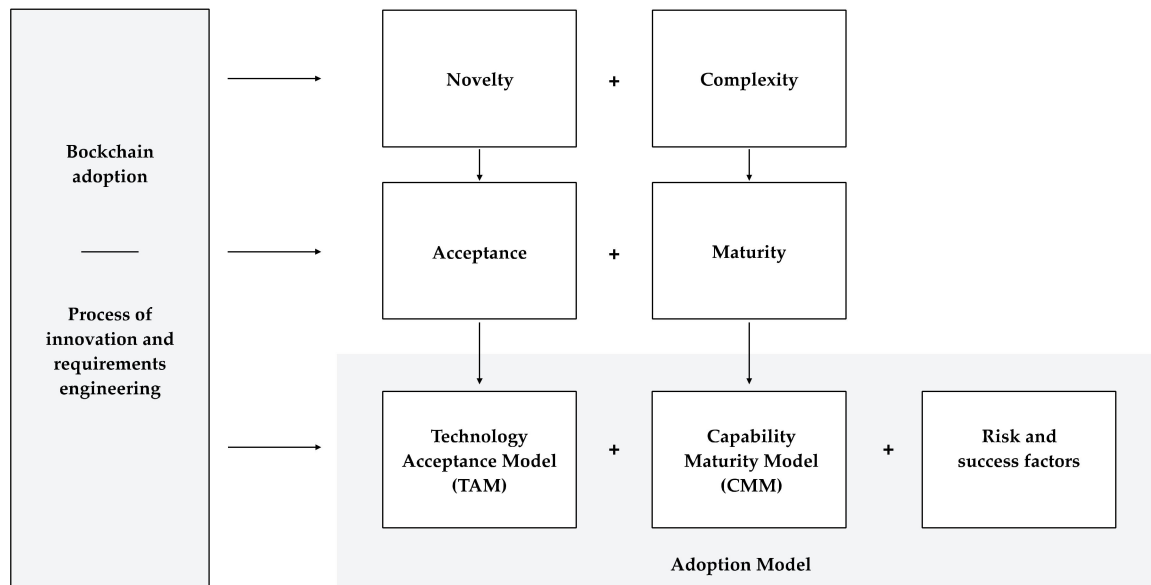 Novelty
+
Complexity
Bockchain
adoption
Acceptance
+
Maturity
Process of
innovation and
requirements
engineering
Technology
Acceptance Model
(TAM)
+
Capability
Maturity Model
(CMM)
+
Risk and
success factors
Adoption Model